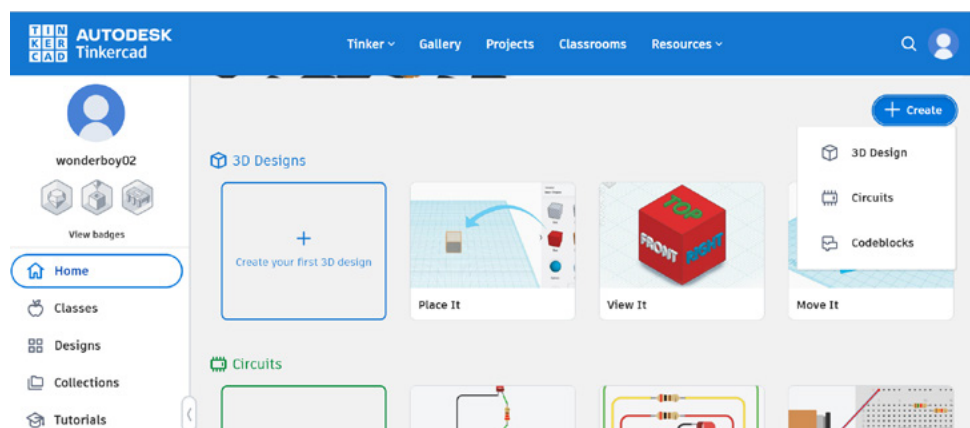 TIN
KER
CAD
AUTODESK
Tinkercad
Tinker
Gallery
Projects
Classrooms
Resources
wonderboy02
View badges
Home
Classes
Designs
Collections
Tutorials
+ Create
3D Design
Circuits
Codeblocks
3D Designs
+
Create your first 3D design
Place It
TOP
FRONT
RIGHT
View It
Move It
Circuits